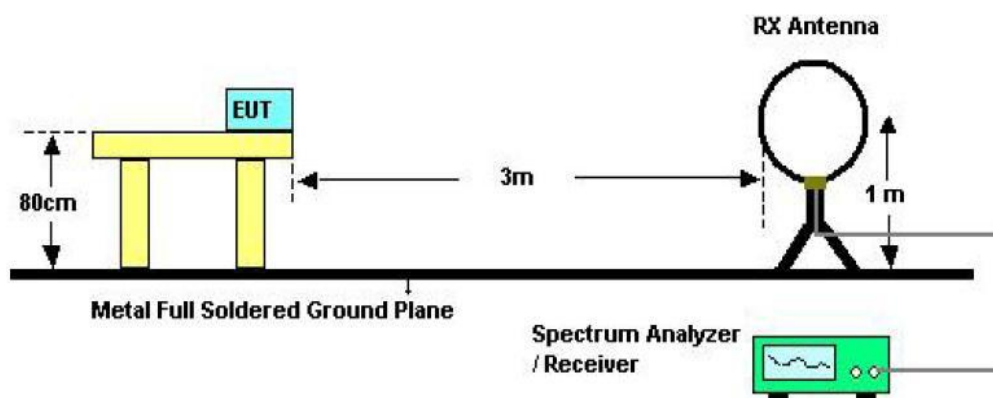 RX Antenna
EUT
3m
80cm
1 m
Metal Full Soldered Ground Plane
Spectrum Analyzer
/ Receiver